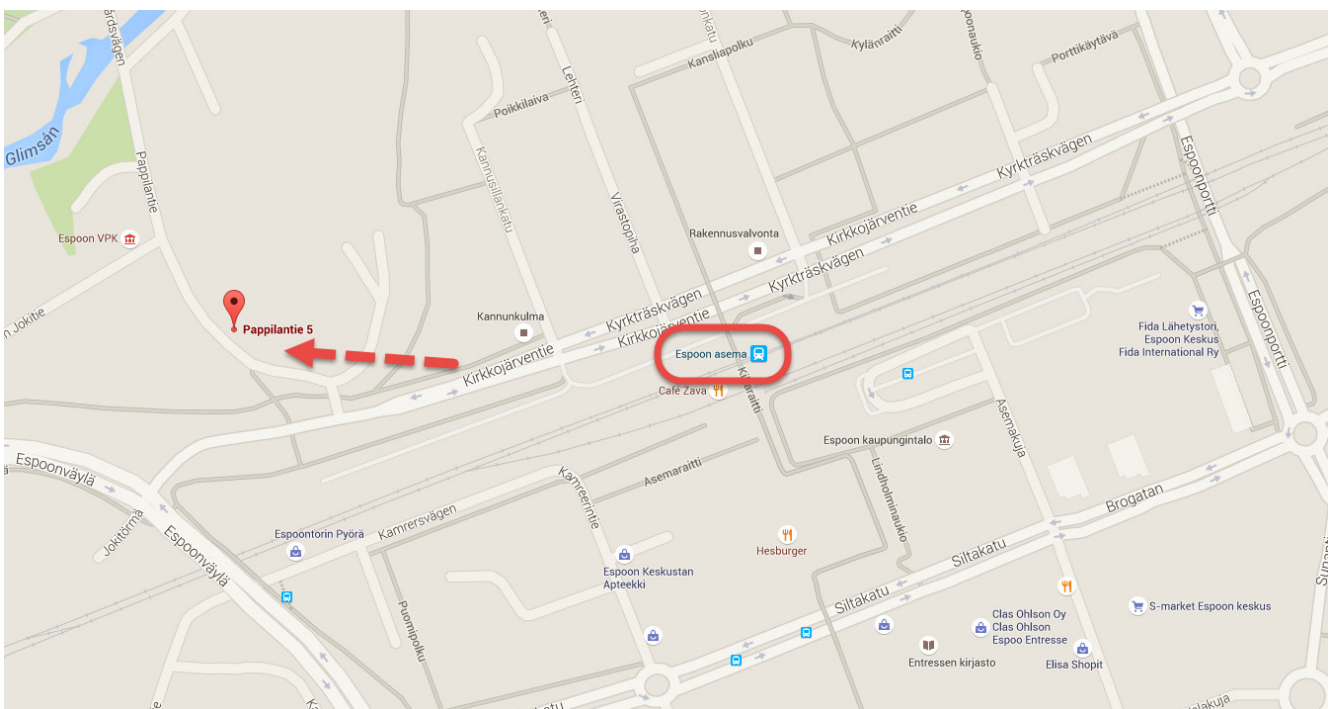 Glimsån
Pappilantie
Espoon VPK
Pappilantie 5
Poikkilaiva
Lehteri
Kansliapolku
Kylänraitti
Porttikäytävä
Kannusillankatu
Virastopiha
Rakennusvalvonta
Kyrkträskvägen
Kirkkojärventie
Kyrkträskvägen
Espoonportti
Espoonportti
Kannunkulma
Kyrkträskvägen
Kirkkojärventie
Kirkkojärventie
Espoon asema
Café Zava
Fida Lähetystori,
Espoon Keskus
Fida International Ry
Asemakuja
Espoon kaupungintalo
Lindholminaukio
Asemaraitti
Kamreerintie
Kamrersvägen
Espoonväylä
Espoonväylä
Jokitörmä
Espoontorin Pyörä
Puomipolku
Espoon Keskustan
Apteekki
Hesburger
Brogatan
Siltakatu
Siltakatu
S-market Espoon keskus
Clas Ohlson Oy
Clas Ohlson
Espoo Entresse
Entressen kirjasto
Elisa Shopit